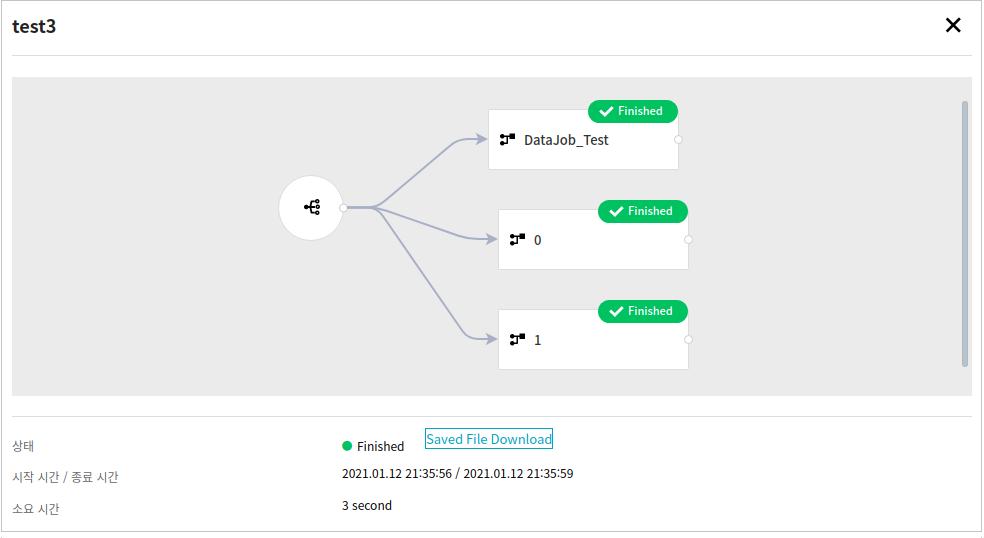 test3
Finished
DataJob_Test
Finished
0
Finished
1
상태
Finished
Saved File Download
시작 시간 / 종료 시간
2021.01.12 21:35:56 / 2021.01.12 21:35:59
소요 시간
3 second